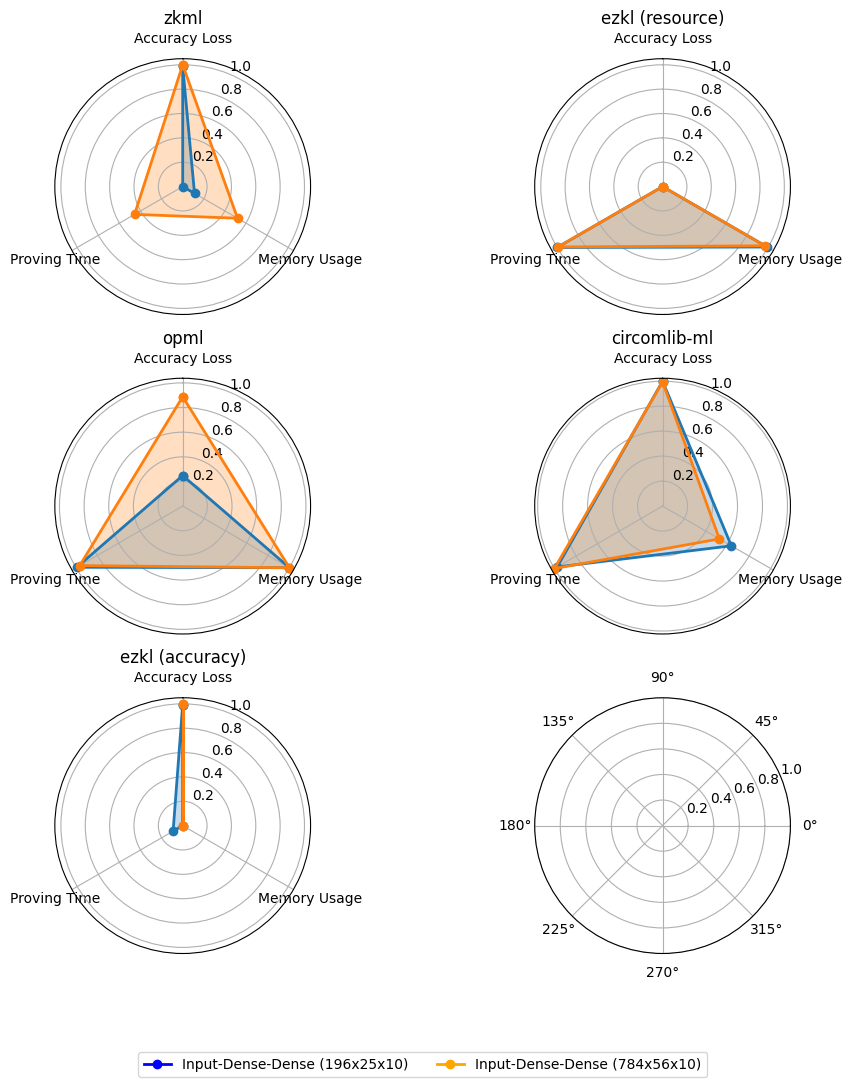 zkml
Accuracy Loss
1.0
0.8
0.6
0.4
0.2
Proving Time
Memory Usage
ezkl (resource)
Accuracy Loss
1.0
0.8
0.6
0.4
0.2
Proving Time
Memory Usage
opml
Accuracy Loss
1.0
0.8
0.6
0.4
0.2
Proving Time
Memory Usage
circomlib-ml
Accuracy Loss
1.0
0.8
0.6
0.4
0.2
Proving Time
Memory Usage
ezkl (accuracy)
Accuracy Loss
1.0
0.8
0.6
0.4
0.2
Proving Time
Memory Usage
90°
135°
45°
1.0
0.8
0.6
0.4
0.2
180°
0°
225°
315°
270°
Input-Dense-Dense (196x25x10)
Input-Dense-Dense (784x56x10)